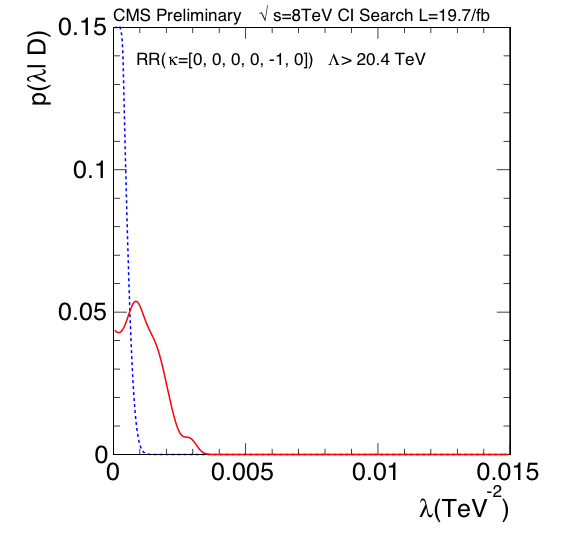 CMS Preliminary √ s=8TeV CI Search L=19.7/fb
RR(κ=[0, 0, 0, 0, -1, 0]) Λ> 20.4 TeV
p(λ| D)
0.15
0.1
0.05
0
0 0.005 0.01 0.015
λ(TeV⁻²)